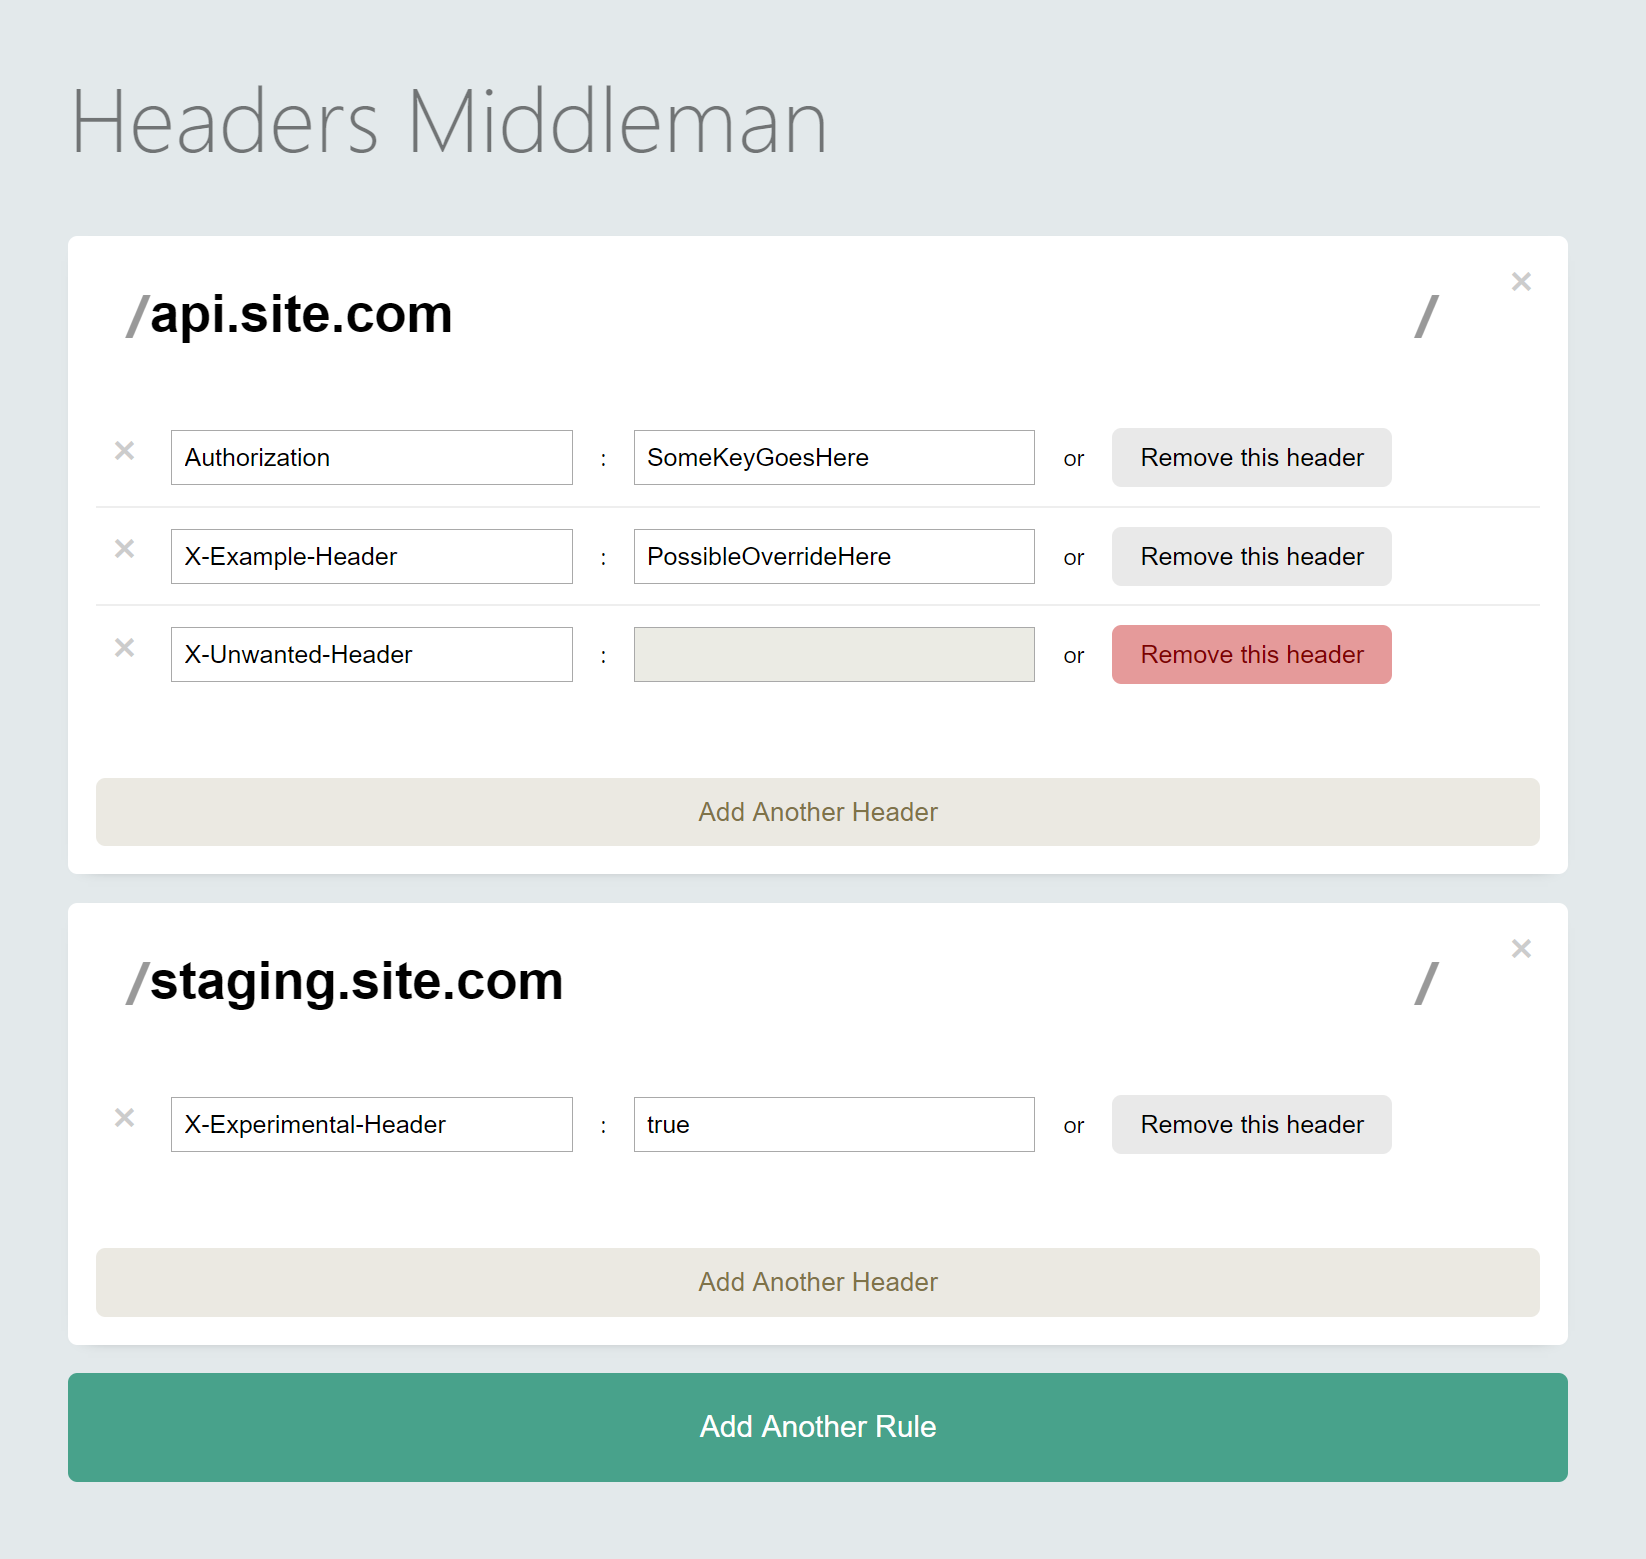 Headers Middleman
/api.site.com /
×
× Authorization : SomeKeyGoesHere or Remove this header
× X-Example-Header : PossibleOverrideHere or Remove this header
× X-Unwanted-Header : or Remove this header
Add Another Header
/staging.site.com /
×
× X-Experimental-Header : true or Remove this header
Add Another Header
Add Another Rule